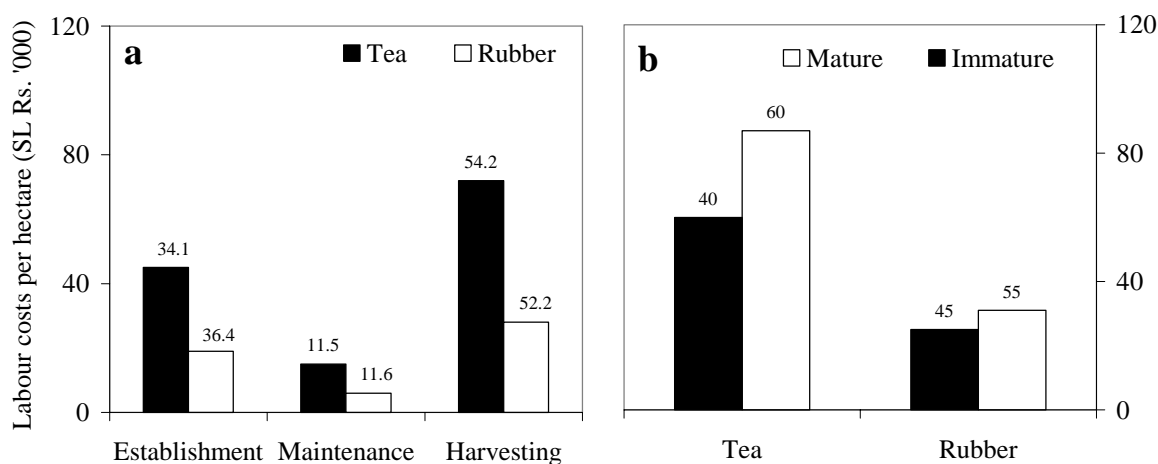 Labour costs per hectare (SL Rs. '000)
120
80
40
0
a
Tea
Rubber
34.1
36.4
11.5
11.6
54.2
52.2
Establishment Maintenance Harvesting
b
Mature
Immature
40
60
45
55
Tea Rubber
120
80
40
0